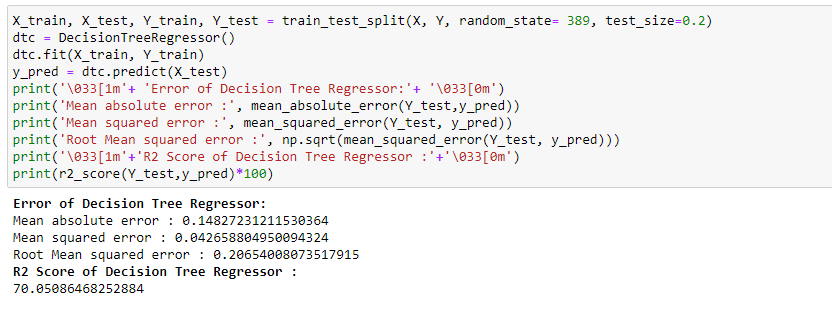 X_train, X_test, Y_train, Y_test = train_test_split(X, Y, random_state= 389, test_size=0.2)
dtc = DecisionTreeRegressor()
dtc.fit(X_train, Y_train)
y_pred = dtc.predict(X_test)
print('\033[1m'+ 'Error of Decision Tree Regressor:'+ '\033[0m')
print('Mean absolute error :', mean_absolute_error(Y_test,y_pred))
print('Mean squared error :', mean_squared_error(Y_test, y_pred))
print('Root Mean squared error :', np.sqrt(mean_squared_error(Y_test, y_pred)))
print('\033[1m'+'R2 Score of Decision Tree Regressor :'+'\033[0m')
print(r2_score(Y_test,y_pred)*100)
Error of Decision Tree Regressor:
Mean absolute error : 0.14827231211530364
Mean squared error : 0.042658804950094324
Root Mean squared error : 0.20654008073517915
R2 Score of Decision Tree Regressor :
70.05086468252884